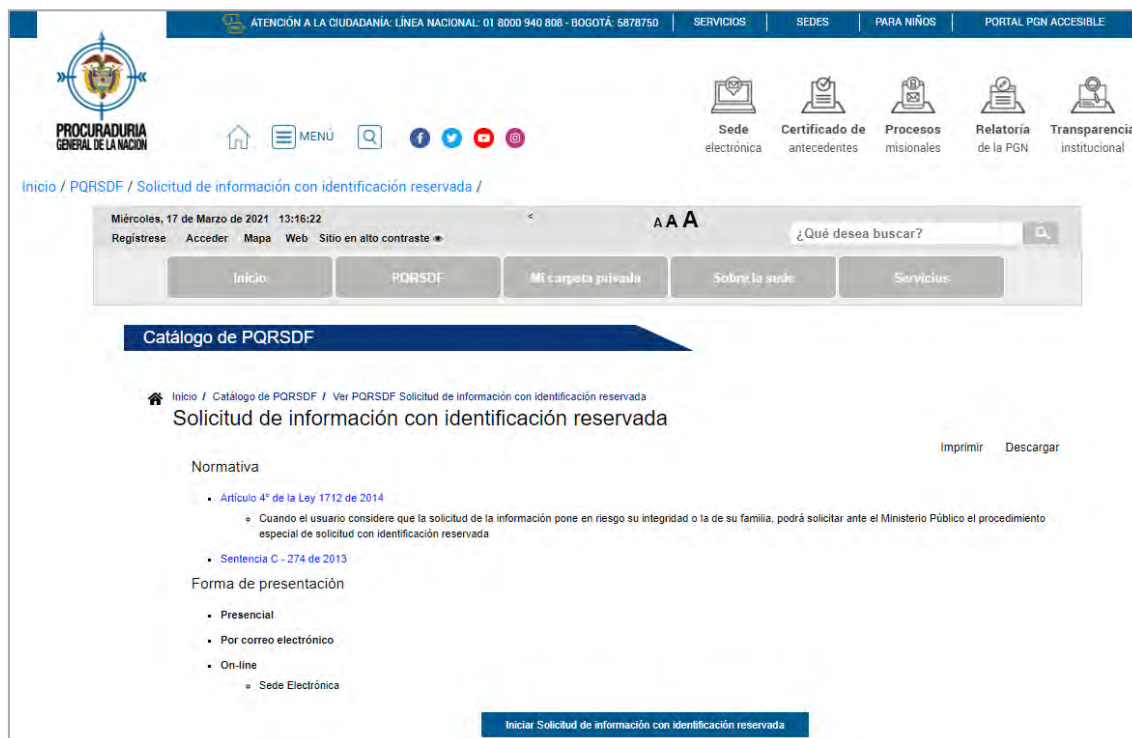 ATENCIÓN A LA CIUDADANÍA: LÍNEA NACIONAL: 01 8000 940 808 - BOGOTÁ: 5878750 SERVICIOS SEDES PARA NIÑOS PORTAL PGN ACCESIBLE
PROCURADURIA
GENERAL DE LA NACION
MENÚ
Sede
electrónica
Certificado de
antecedentes
Procesos
misionales
Relatoría
de la PGN
Transparencia
institucional
Inicio / PQRSDF / Solicitud de información con identificación reservada /
Miércoles, 17 de Marzo de 2021 13:16:22
<
A A A
Regístrese Acceder Mapa Web Sitio en alto contraste
¿Qué desea buscar?
Inicio PQRSDF Mi carpeta privada Sobre la sede Servicios
Catálogo de PQRSDF
Inicio / Catálogo de PQRSDF / Ver PQRSDF Solicitud de información con identificación reservada
Solicitud de información con identificación reservada
Imprimir Descargar
Normativa
Artículo 4° de la Ley 1712 de 2014
Cuando el usuario considere que la solicitud de la información pone en riesgo su integridad o la de su familia, podrá solicitar ante el Ministerio Público el procedimiento
especial de solicitud con identificación reservada
Sentencia C - 274 de 2013
Forma de presentación
Presencial
Por correo electrónico
On-line
Sede Electrónica
Iniciar Solicitud de información con identificación reservada